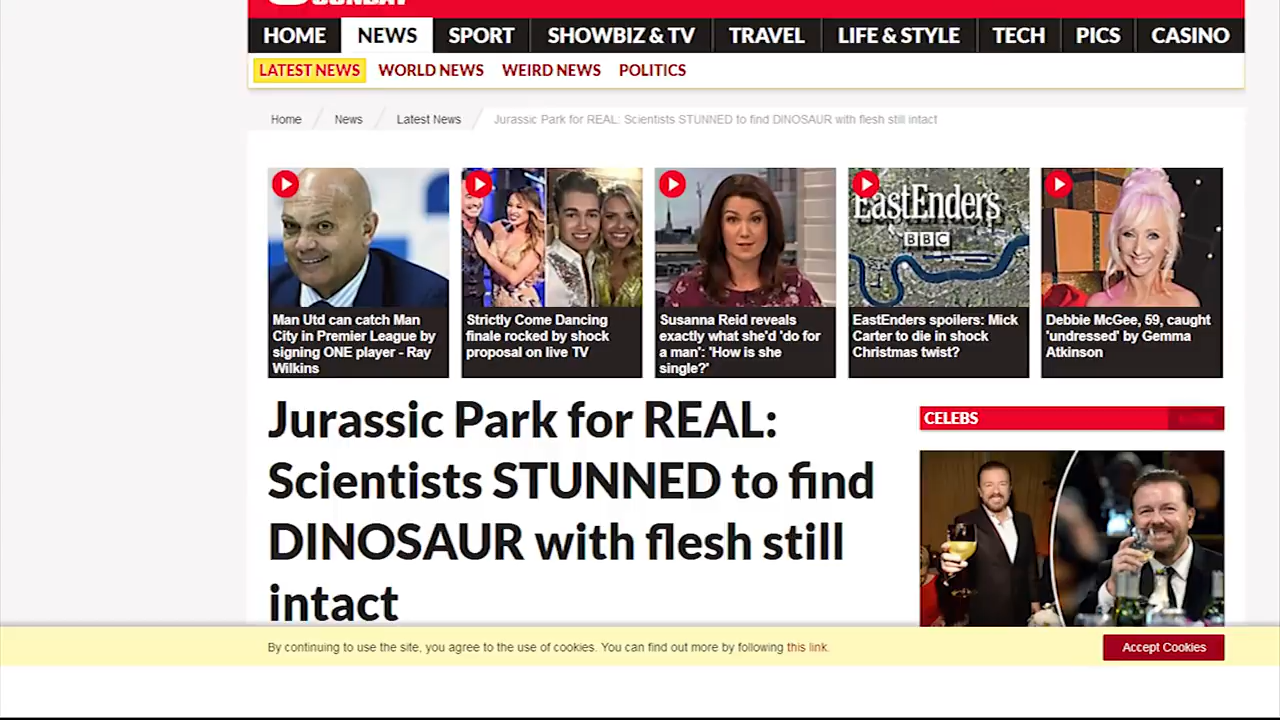 SUNDAY
HOME NEWS SPORT SHOWBIZ & TV TRAVEL LIFE & STYLE TECH PICS CASINO
LATEST NEWS WORLD NEWS WEIRD NEWS POLITICS
Home News Latest News Jurassic Park for REAL: Scientists STUNNED to find DINOSAUR with flesh still intact
EastEnders
BBC
Man Utd can catch Man
City in Premier League by
signing ONE player - Ray
Wilkins
Strictly Come Dancing
finale rocked by shock
proposal on live TV
Susanna Reid reveals
exactly what she'd 'do for
a man': 'How is she
single?'
EastEnders spoilers: Mick
Carter to die in shock
Christmas twist?
Debbie McGee, 59, caught
'undressed' by Gemma
Atkinson
Jurassic Park for REAL:
Scientists STUNNED to find
DINOSAUR with flesh still
intact
CELEBS
By continuing to use the site, you agree to the use of cookies. You can find out more by following this link.
Accept Cookies